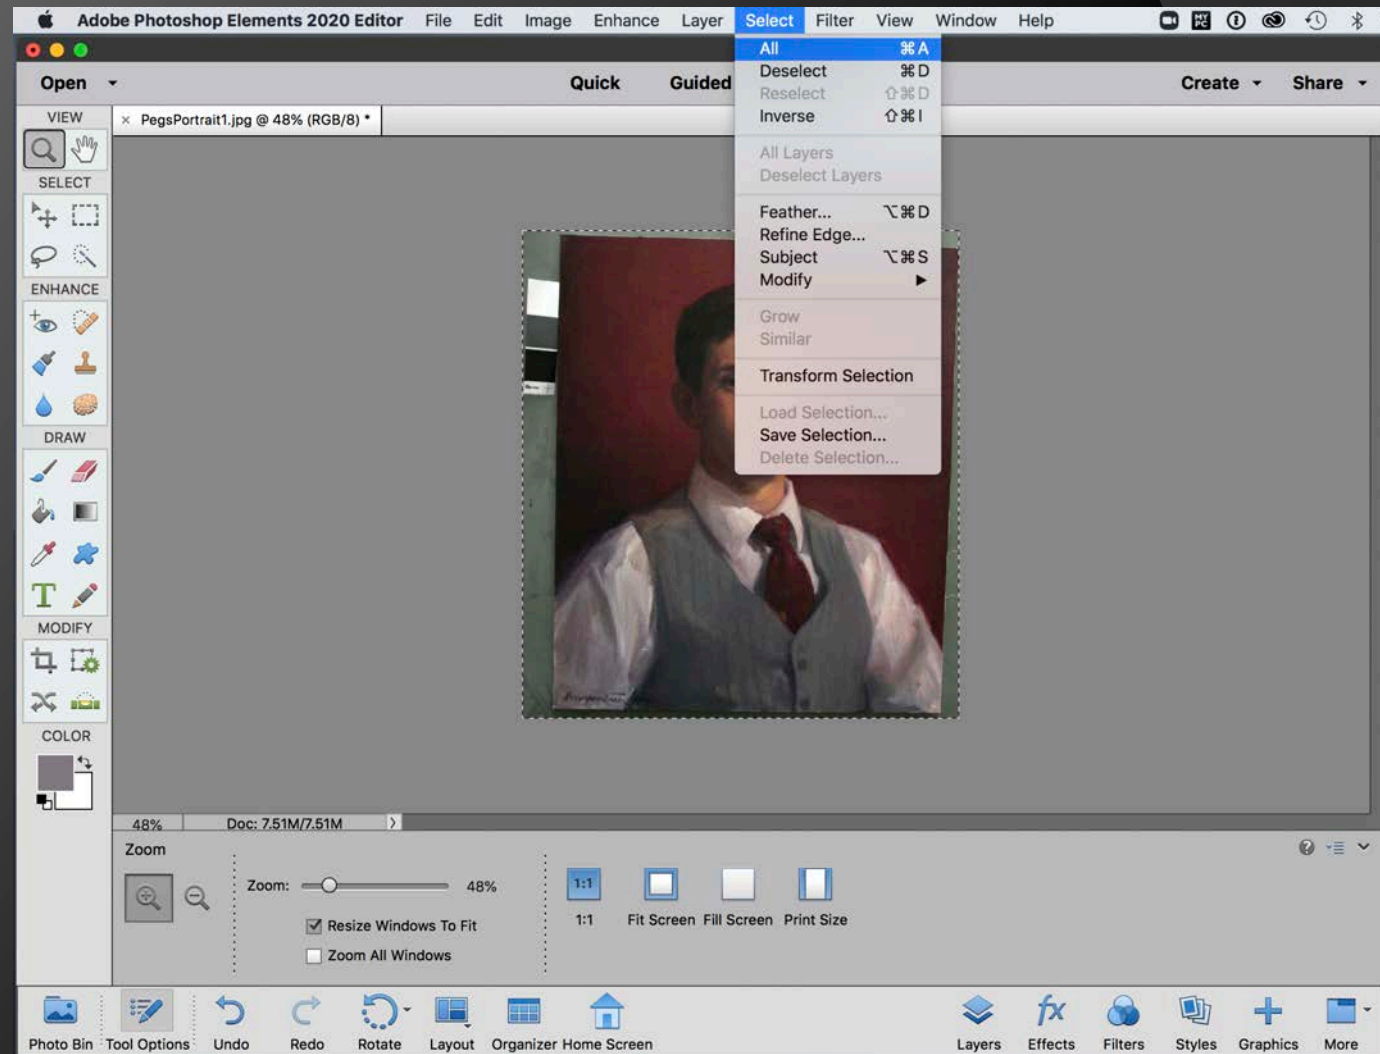 Adobe Photoshop Elements 2020 Editor File Edit Image Enhance Layer Select Filter View Window Help
Open Quick Guided Create Share
All ⌘A
Deselect ⌘D
Reselect ⇧⌘D
Inverse ⇧⌘I
All Layers
Deselect Layers
Feather... ⌥⌘D
Refine Edge...
Subject ⌥⌘S
Modify
Grow
Similar
Transform Selection
Load Selection...
Save Selection...
Delete Selection...
× PegsPortrait1.jpg @ 48% (RGB/8) *
VIEW
SELECT
ENHANCE
DRAW
T
MODIFY
COLOR
48% Doc: 7.51M/7.51M
Zoom
Zoom: 48%
Resize Windows To Fit
Zoom All Windows
1:1
1:1 Fit Screen Fill Screen Print Size
fx
Photo Bin Tool Options Undo Redo Rotate Layout Organizer Home Screen Layers Effects Filters Styles Graphics More